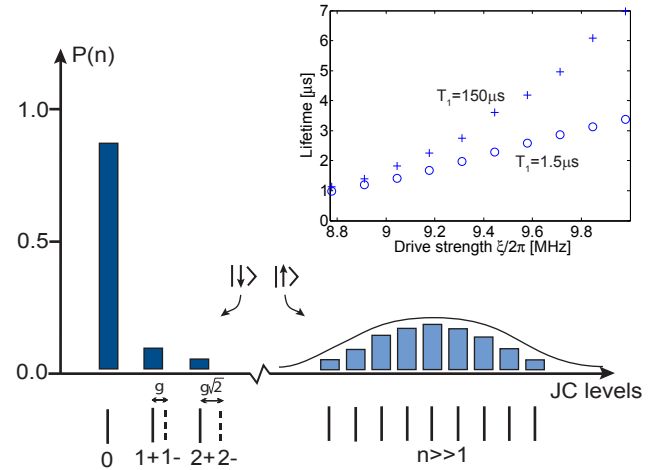 P(n)
1.0
0.5
0.0
7
6
5
4
3
2
1
0
Lifetime [μs]
T₁=150μs
T₁=1.5μs
8.8 9 9.2 9.4 9.6 9.8
Drive strength ξ/2π [MHz]
|↓⟩ |↑⟩
JC levels
g g√2
0 1+1- 2+2- n>>1